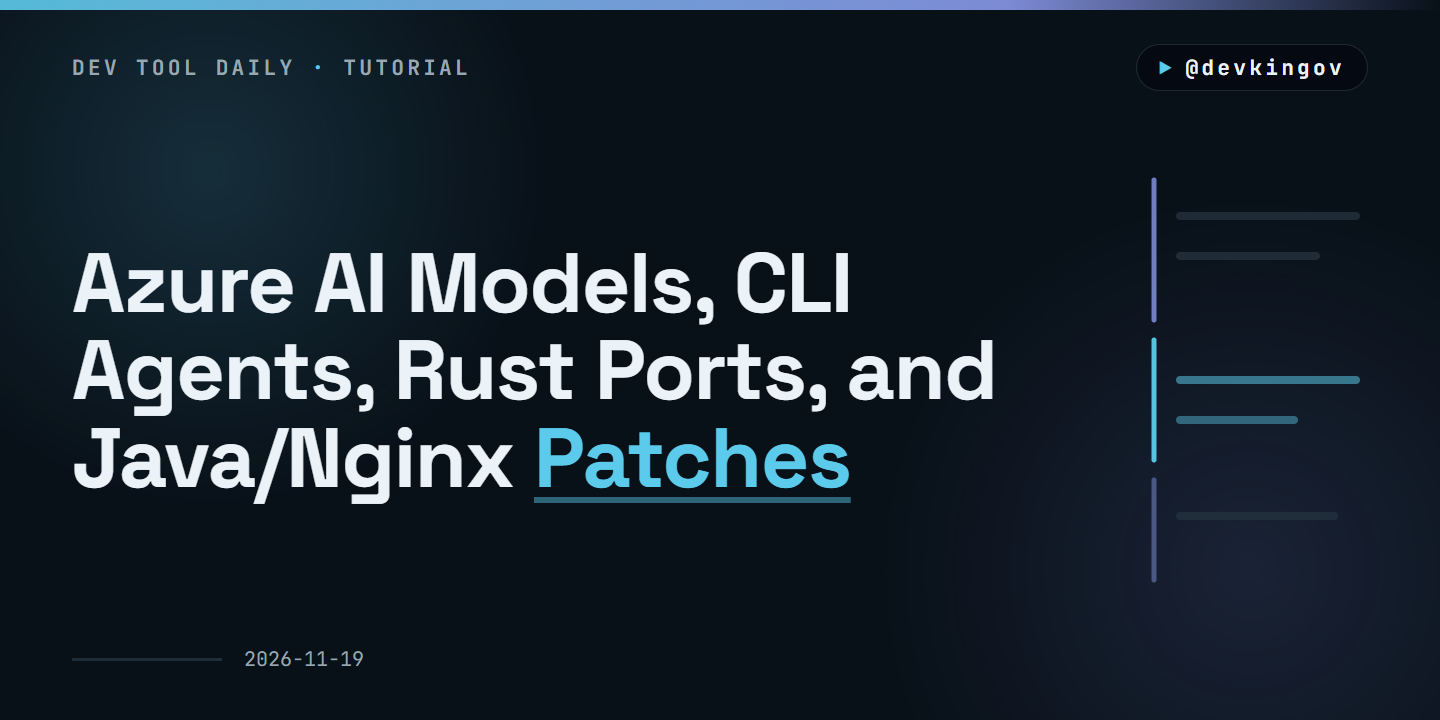 DEV TOOL DAILY · TUTORIAL
@devkingov
Azure AI Models, CLI
Agents, Rust Ports, and
Java/Nginx Patches
2026-11-19